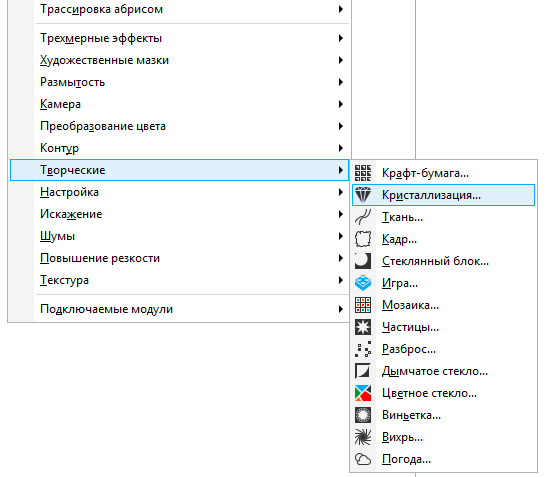 Трассировка абрисом
Трехмерные эффекты
Художественные мазки
Размытость
Камера
Преобразование цвета
Контур
Творческие
Настройка
Искажение
Шумы
Повышение резкости
Текстура
Подключаемые модули
Крафт-бумага...
Кристаллизация...
Ткань...
Кадр...
Стеклянный блок...
Игра...
Мозаика...
Частицы...
Разброс...
Дымчатое стекло...
Цветное стекло...
Виньетка...
Вихрь...
Погода...